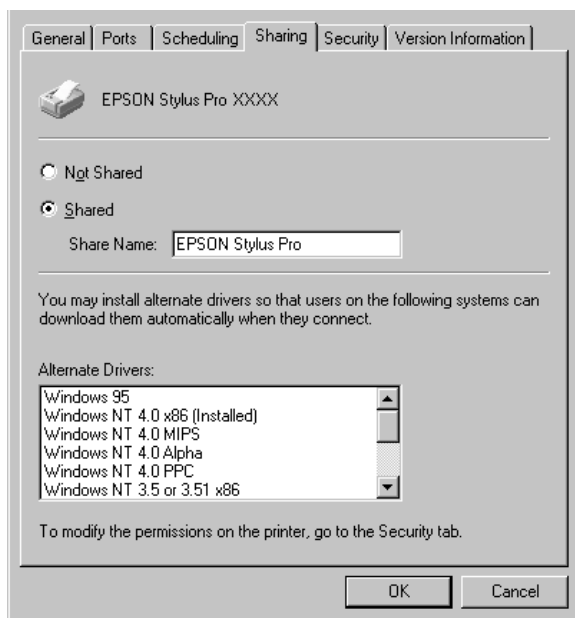 General Ports Scheduling Sharing Security Version Information
EPSON Stylus Pro XXXX
Not Shared
Shared
Share Name: EPSON Stylus Pro
You may install alternate drivers so that users on the following systems can
download them automatically when they connect.
Alternate Drivers:
Windows 95
Windows NT 4.0 x86 (Installed)
Windows NT 4.0 MIPS
Windows NT 4.0 Alpha
Windows NT 4.0 PPC
Windows NT 3.5 or 3.51 x86
To modify the permissions on the printer, go to the Security tab.
OK Cancel